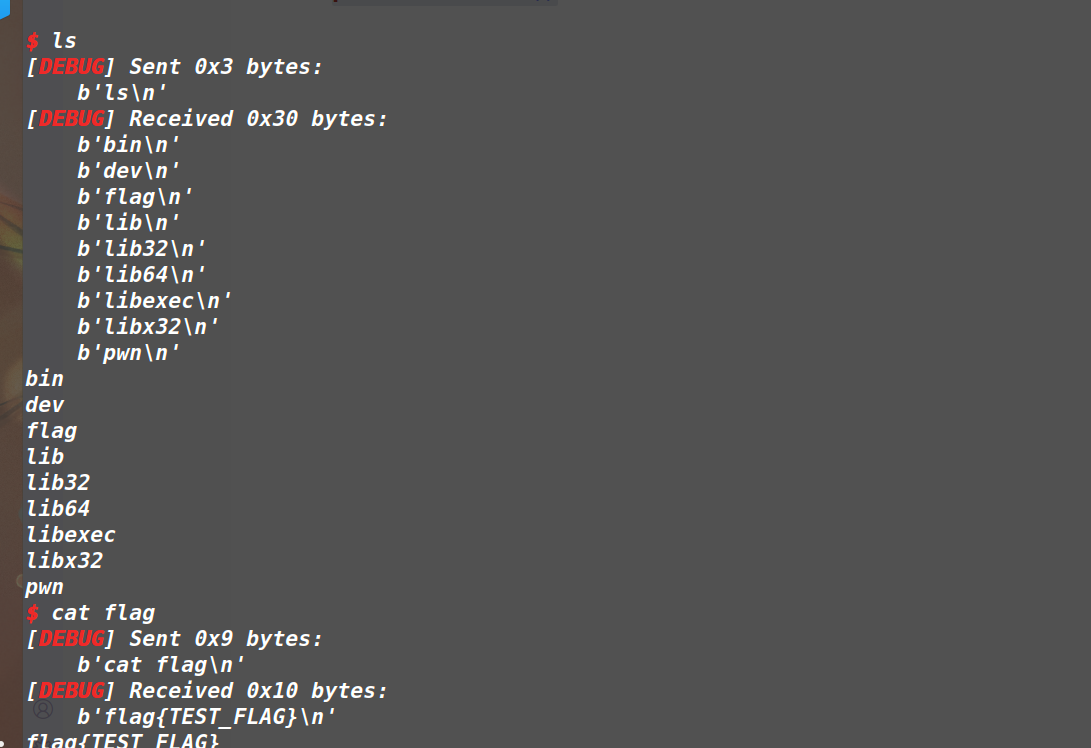 $ ls
[DEBUG] Sent 0x3 bytes:
b'ls\n'
[DEBUG] Received 0x30 bytes:
b'bin\n'
b'dev\n'
b'flag\n'
b'lib\n'
b'lib32\n'
b'lib64\n'
b'libexec\n'
b'libx32\n'
b'pwn\n'
bin
dev
flag
lib
lib32
lib64
libexec
libx32
pwn
$ cat flag
[DEBUG] Sent 0x9 bytes:
b'cat flag\n'
[DEBUG] Received 0x10 bytes:
b'flag{TEST_FLAG}\n'
flag{TEST_FLAG}